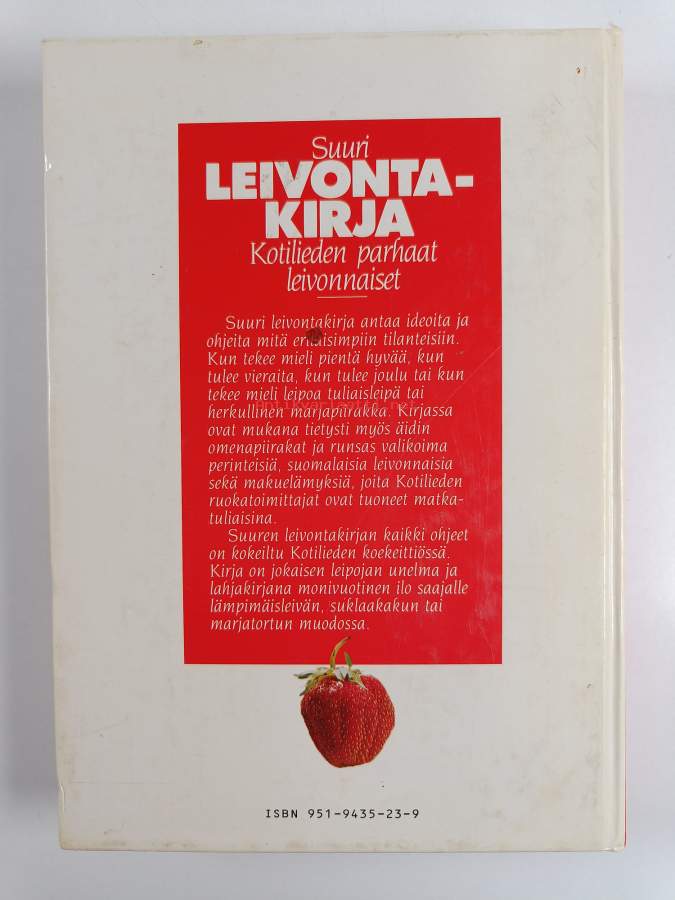 Suuri
LEIVONTA-
KIRJA
Kotilieden parhaat
leivonnaiset
Suuri leivontakirja antaa ideoita ja
ohjeita mitä erilaisimpiin tilanteisiin.
Kun tekee mieli pientä hyvää, kun
tulee vieraita, kun tulee joulu tai kun
tekee mieli leipoa tuliaisleipä tai
antikvariaatti.net
herkullinen marjapiirakka. Kirjassa
ovat mukana tietysti myös äidin
omenapiirakat ja runsas valikoima
perinteisiä, suomalaisia leivonnaisia
sekä makuelämyksiä, joita Kotilieden
ruokatoimittajat ovat tuoneet matka-
tuliaisina.
Suuren leivontakirjan kaikki ohjeet
on kokeiltu Kotilieden koekeittiössä.
Kirja on jokaisen leipojan unelma ja
lahjakirjana monivuotinen ilo saajalle
lämpimäisleivän, suklaakakun tai
marjatortun muodossa.
ISBN 951-9435-23-9